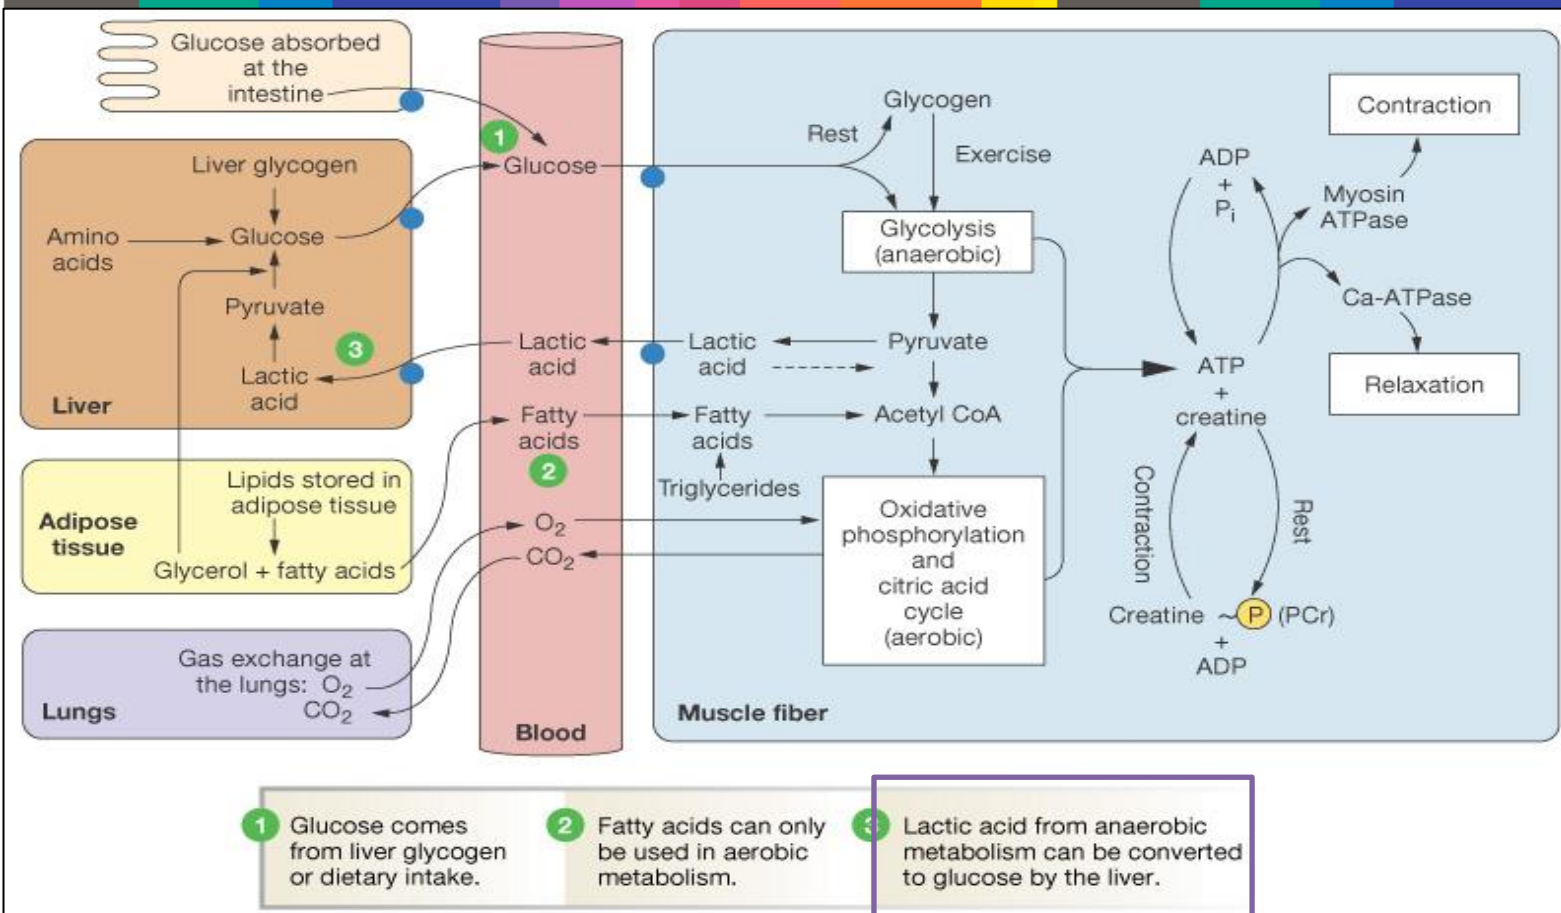 Glucose absorbed
at the
intestine
Liver glycogen
Amino
acids
Glucose
Pyruvate
3
Lactic
acid
Liver
Lipids stored in
adipose tissue
Adipose
tissue
Glycerol + fatty acids
Gas exchange at
the lungs: O₂
CO₂
Lungs
1
Glucose
Lactic
acid
Fatty
acids
2
O₂
CO₂
Blood
Glycogen
Rest
Exercise
Glycolysis
(anaerobic)
Lactic
acid
Pyruvate
Fatty
acids
Acetyl CoA
Triglycerides
Oxidative
phosphorylation
and
citric acid
cycle
(aerobic)
Muscle fiber
Contraction
ADP
+
Pᵢ
Myosin
ATPase
Ca-ATPase
Relaxation
ATP
+
creatine
Contraction
Rest
Creatine ~ P (PCr)
+
ADP
1 Glucose comes
from liver glycogen
or dietary intake.
2 Fatty acids can only
be used in aerobic
metabolism.
3 Lactic acid from anaerobic
metabolism can be converted
to glucose by the liver.